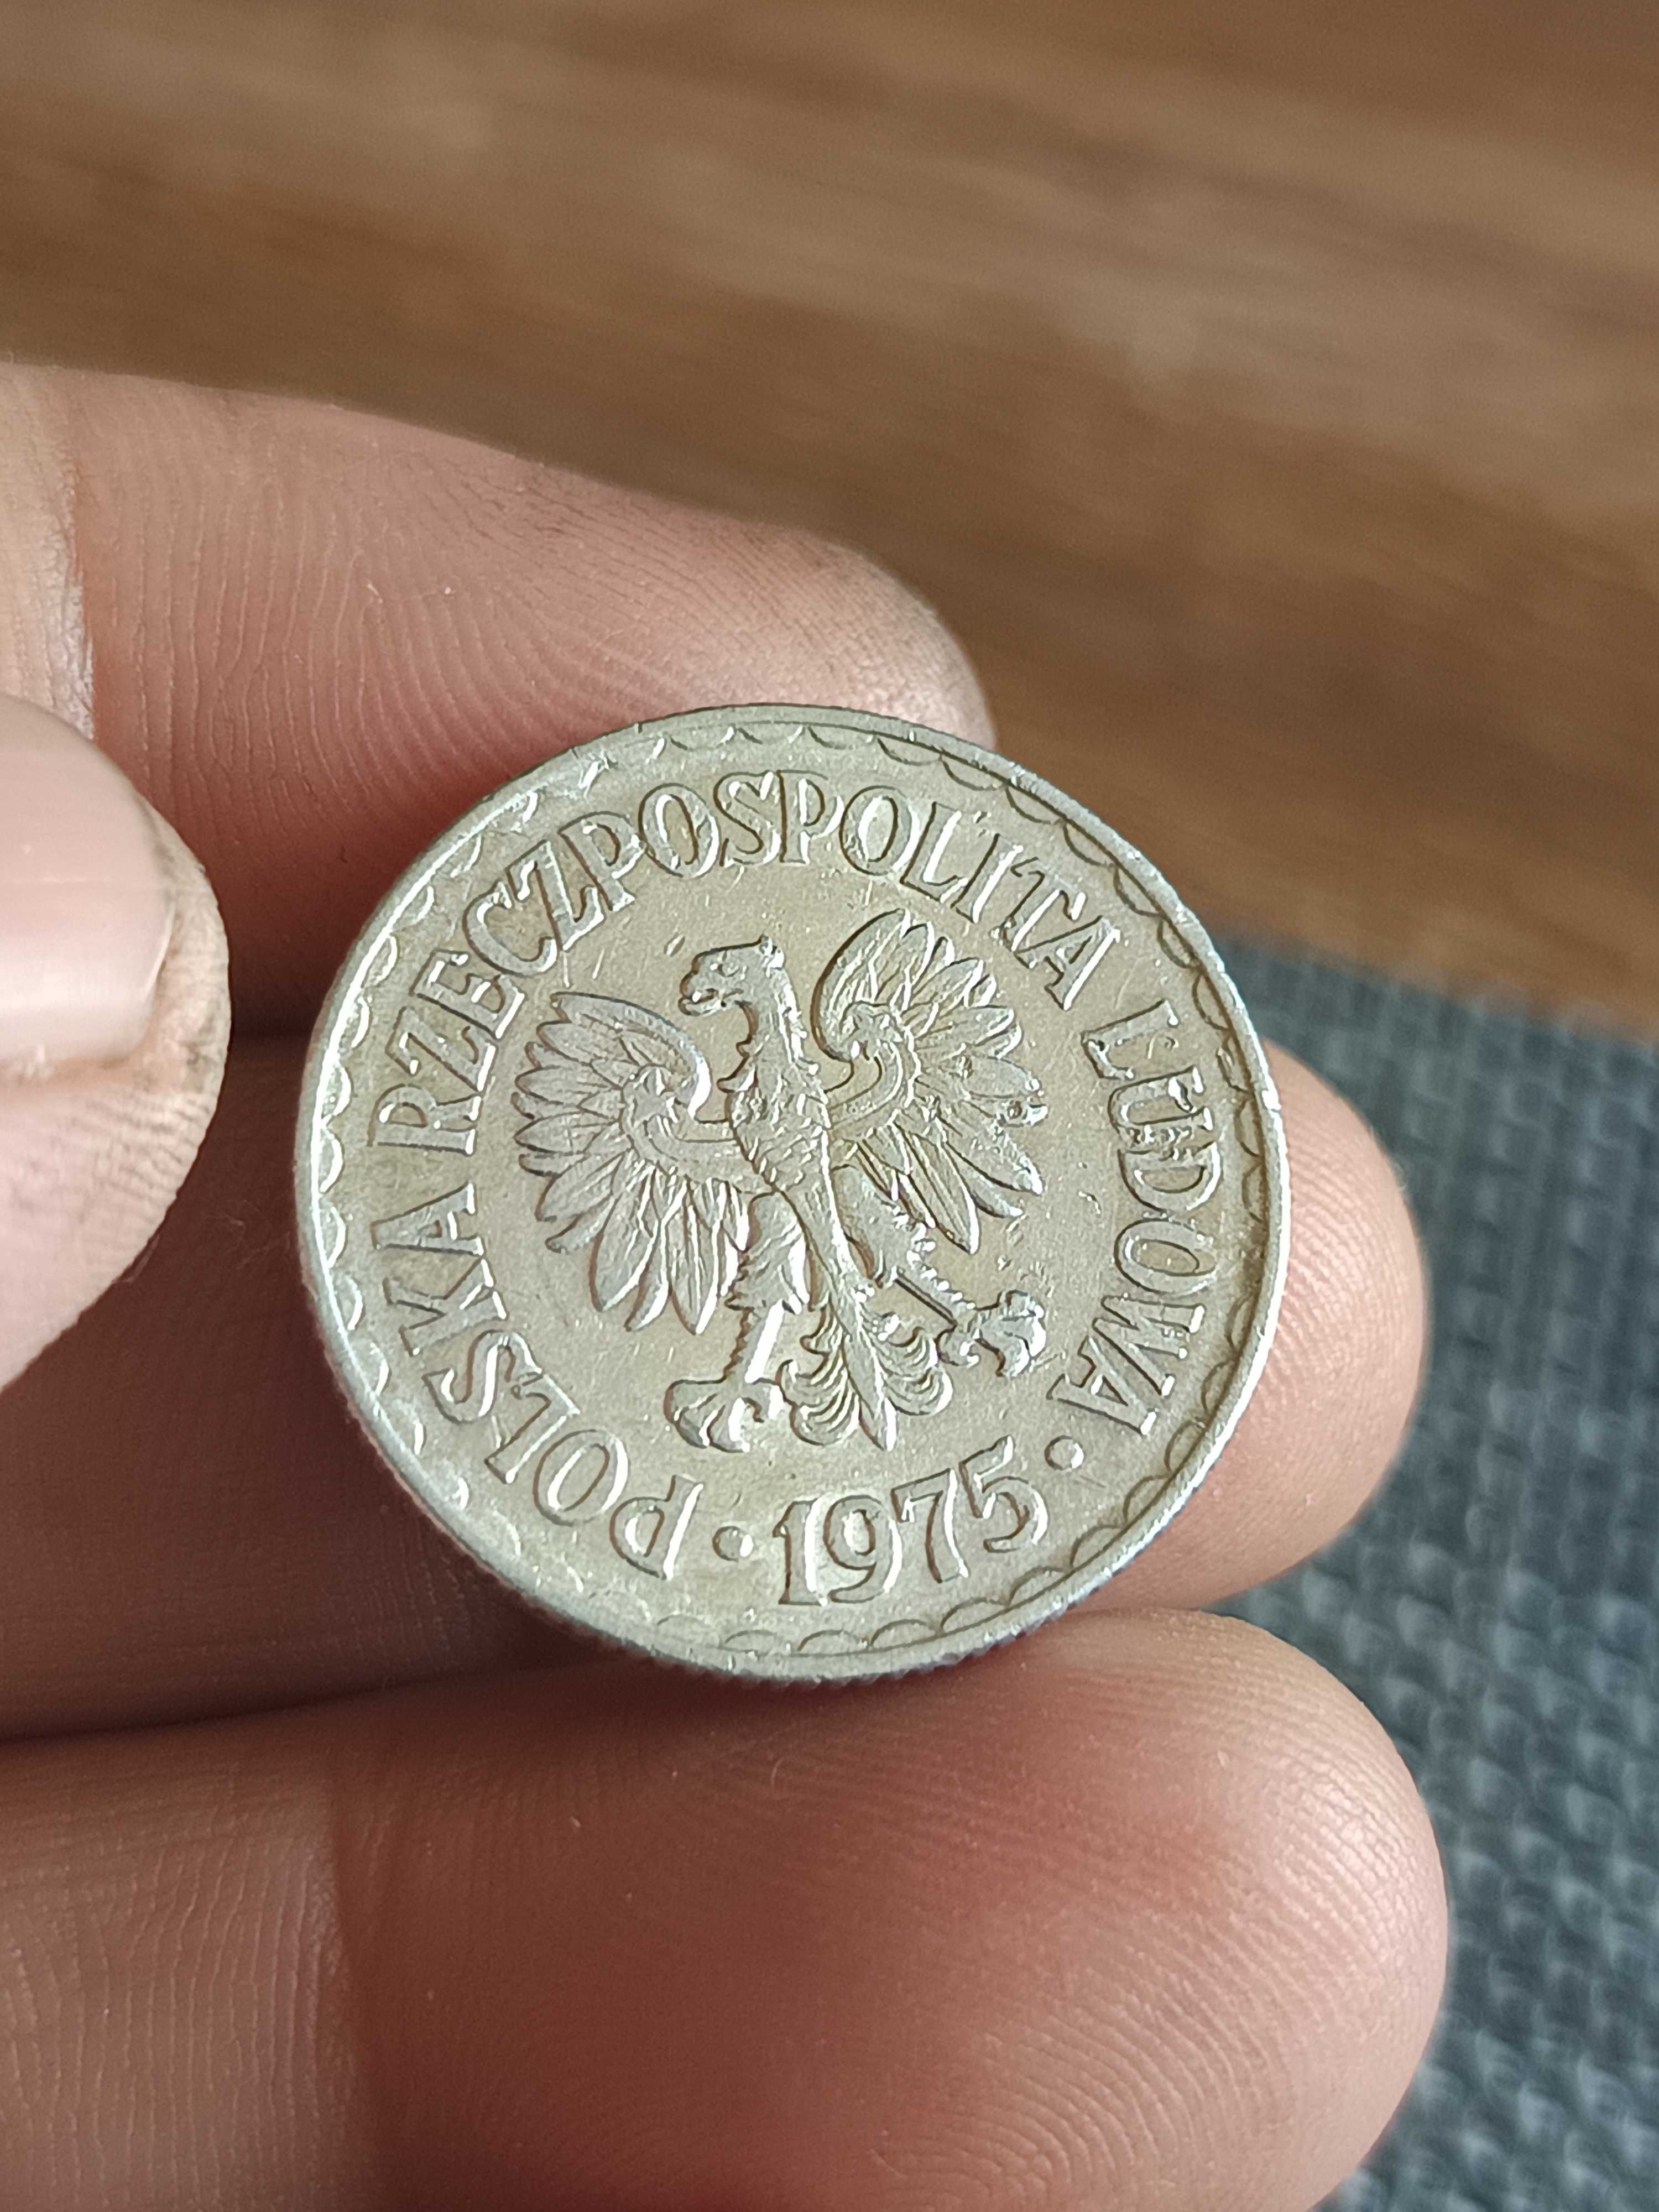 POLSKA RZECZPOSPOLITA LUDOWA
· 1975 ·